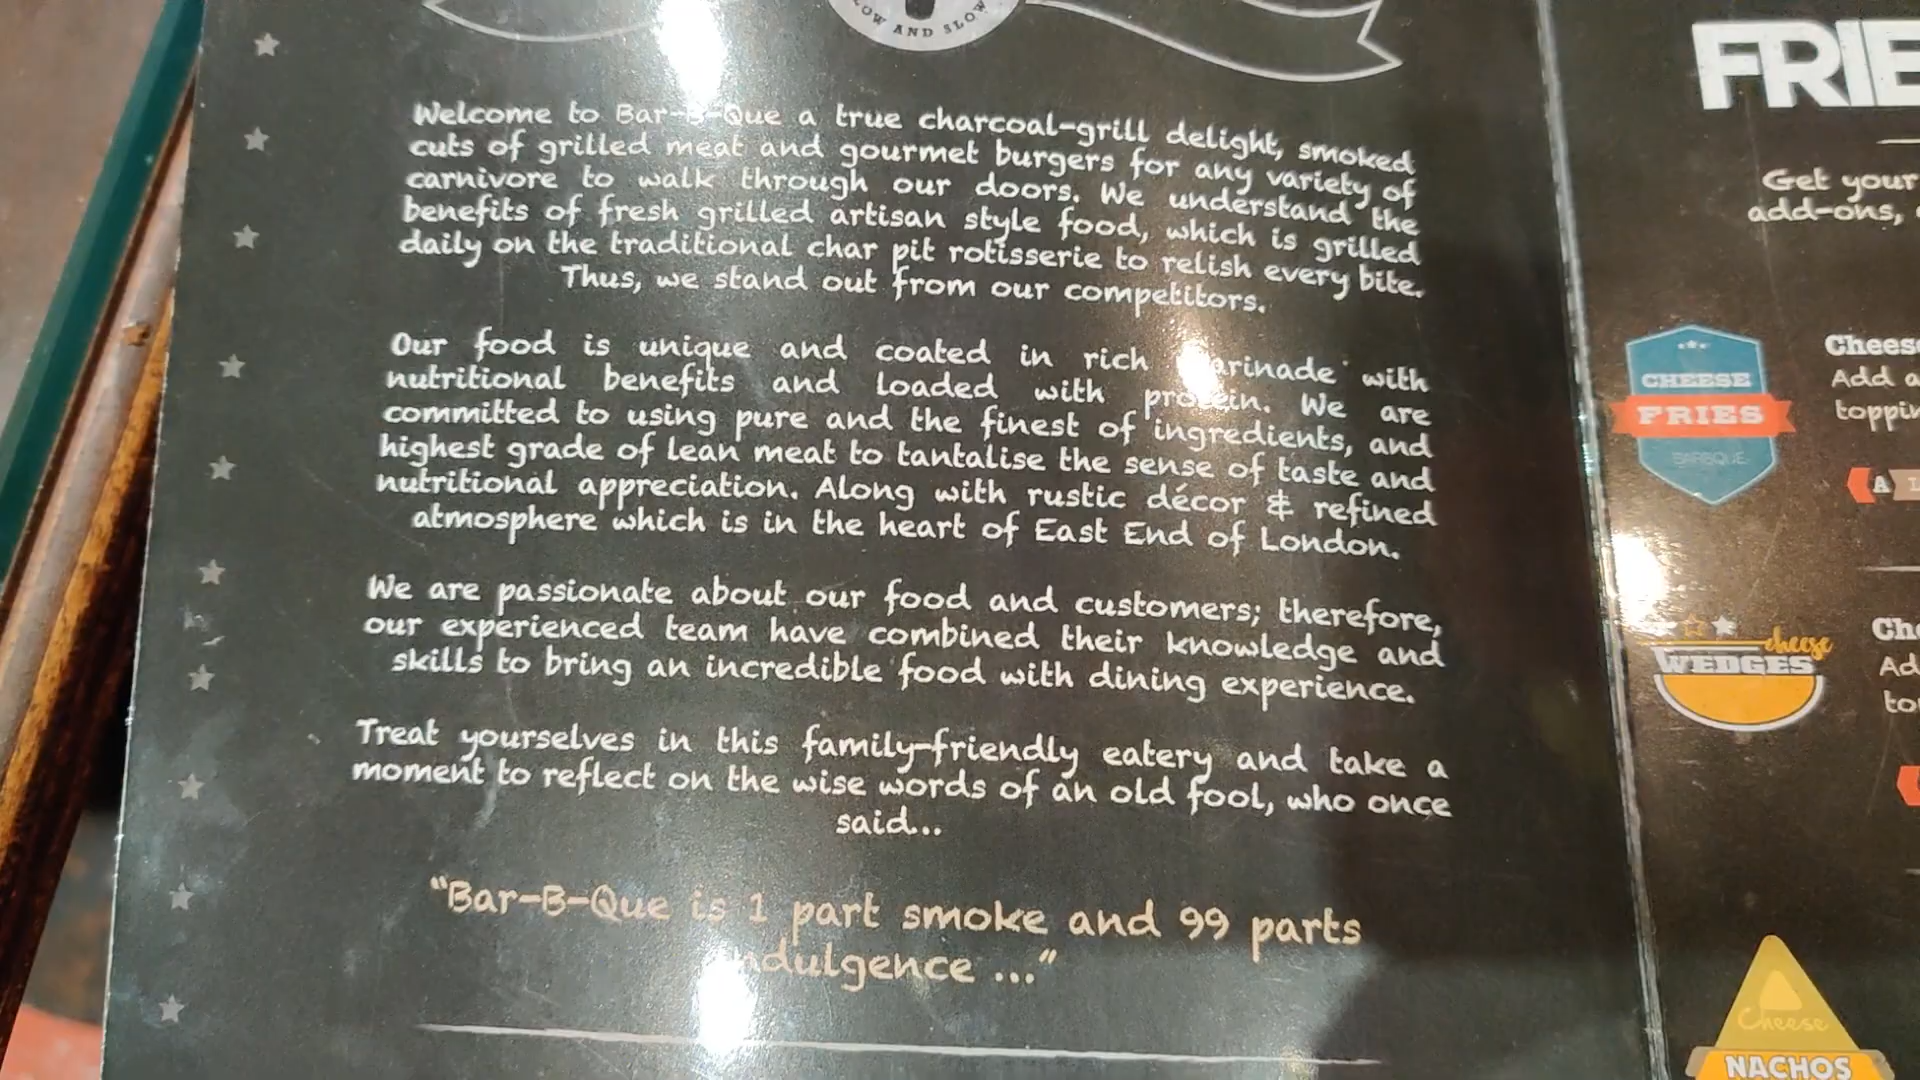 LOW AND SLOW
Welcome to Bar-B-Que a true charcoal-grill delight, smoked
cuts of grilled meat and gourmet burgers for any variety of
carnivore to walk through our doors. We understand the
benefits of fresh grilled artisan style food, which is grilled
daily on the traditional char pit rotisserie to relish every bite.
Thus, we stand out from our competitors.
Our food is unique and coated in rich marinade with
nutritional benefits and loaded with protein. We are
committed to using pure and the finest of ingredients, and
highest grade of lean meat to tantalise the sense of taste and
nutritional appreciation. Along with rustic décor & refined
atmosphere which is in the heart of East End of London.
We are passionate about our food and customers; therefore,
our experienced team have combined their knowledge and
skills to bring an incredible food with dining experience.
Treat yourselves in this family-friendly eatery and take a
moment to reflect on the wise words of an old fool, who once
said...
"Bar-B-Que is 1 part smoke and 99 parts
indulgence ..."
FRIE
Get your
add-ons,
CHEESE
FRIES
BARBQUE
Cheese
Add a
A
cheese
WEDGES
Cheese
NACHOS